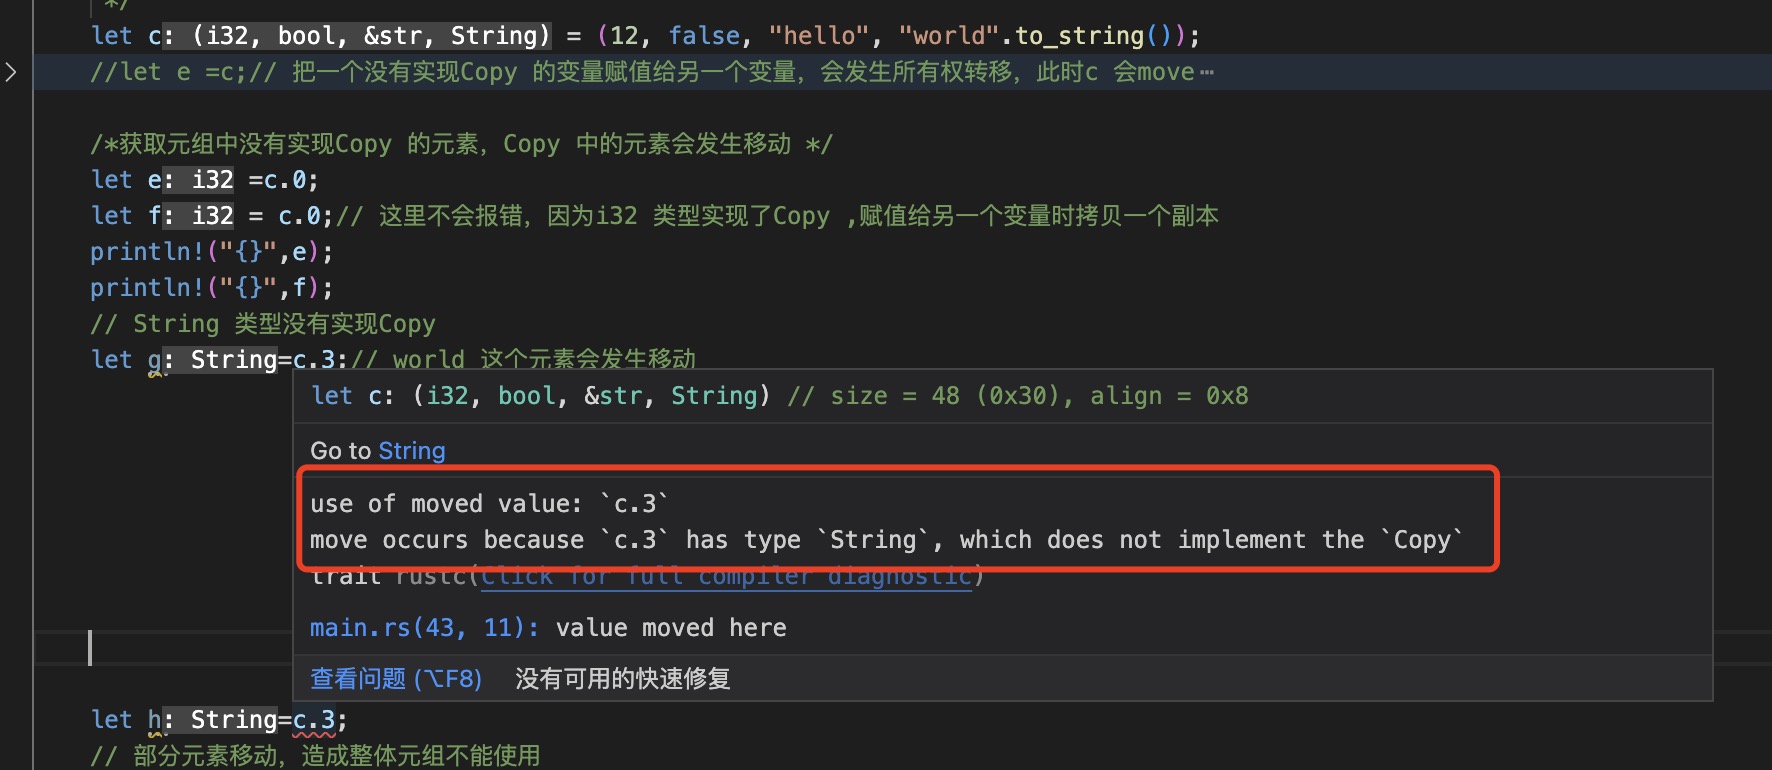 */
let c: (i32, bool, &str, String) = (12, false, "hello", "world".to_string());
//let e =c;// 把一个没有实现Copy 的变量赋值给另一个变量，会发生所有权转移，此时c 会move⋯
/*获取元组中没有实现Copy 的元素，Copy 中的元素会发生移动 */
let e: i32 =c.0;
let f: i32 = c.0;// 这里不会报错，因为i32 类型实现了Copy ,赋值给另一个变量时拷贝一个副本
println!("{}",e);
println!("{}",f);
// String 类型没有实现Copy
let g: String=c.3;// world 这个元素会发生移动
let c: (i32, bool, &str, String) // size = 48 (0x30), align = 0x8
Go to String
use of moved value: `c.3`
move occurs because `c.3` has type `String`, which does not implement the `Copy`
trait rustc(Click for full compiler diagnostic)
main.rs(43, 11): value moved here
查看问题 (⌥F8) 没有可用的快速修复
let h: String=c.3;
// 部分元素移动，造成整体元组不能使用